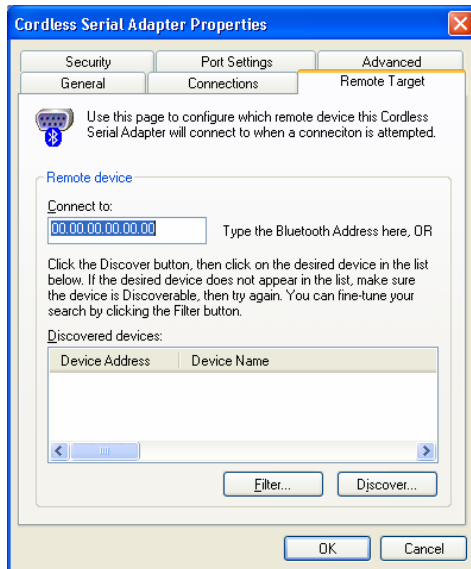 Cordless Serial Adapter Properties
Security Port Settings Advanced
General Connections Remote Target
Use this page to configure which remote device this Cordless
Serial Adapter will connect to when a conneciton is attempted.
Remote device
Connect to:
00.00.00.00.00.00 Type the Bluetooth Address here, OR
Click the Discover button, then click on the desired device in the list
below. If the desired device does not appear in the list, make sure
the device is Discoverable, then try again. You can fine-tune your
search by clicking the Filter button.
Discovered devices:
Device Address Device Name
Filter... Discover...
OK Cancel